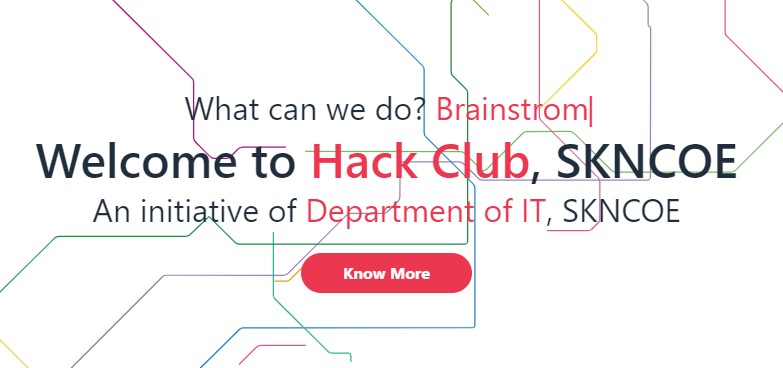 What can we do? Brainstrom|
Welcome to Hack Club, SKNCOE
An initiative of Department of IT, SKNCOE
Know More